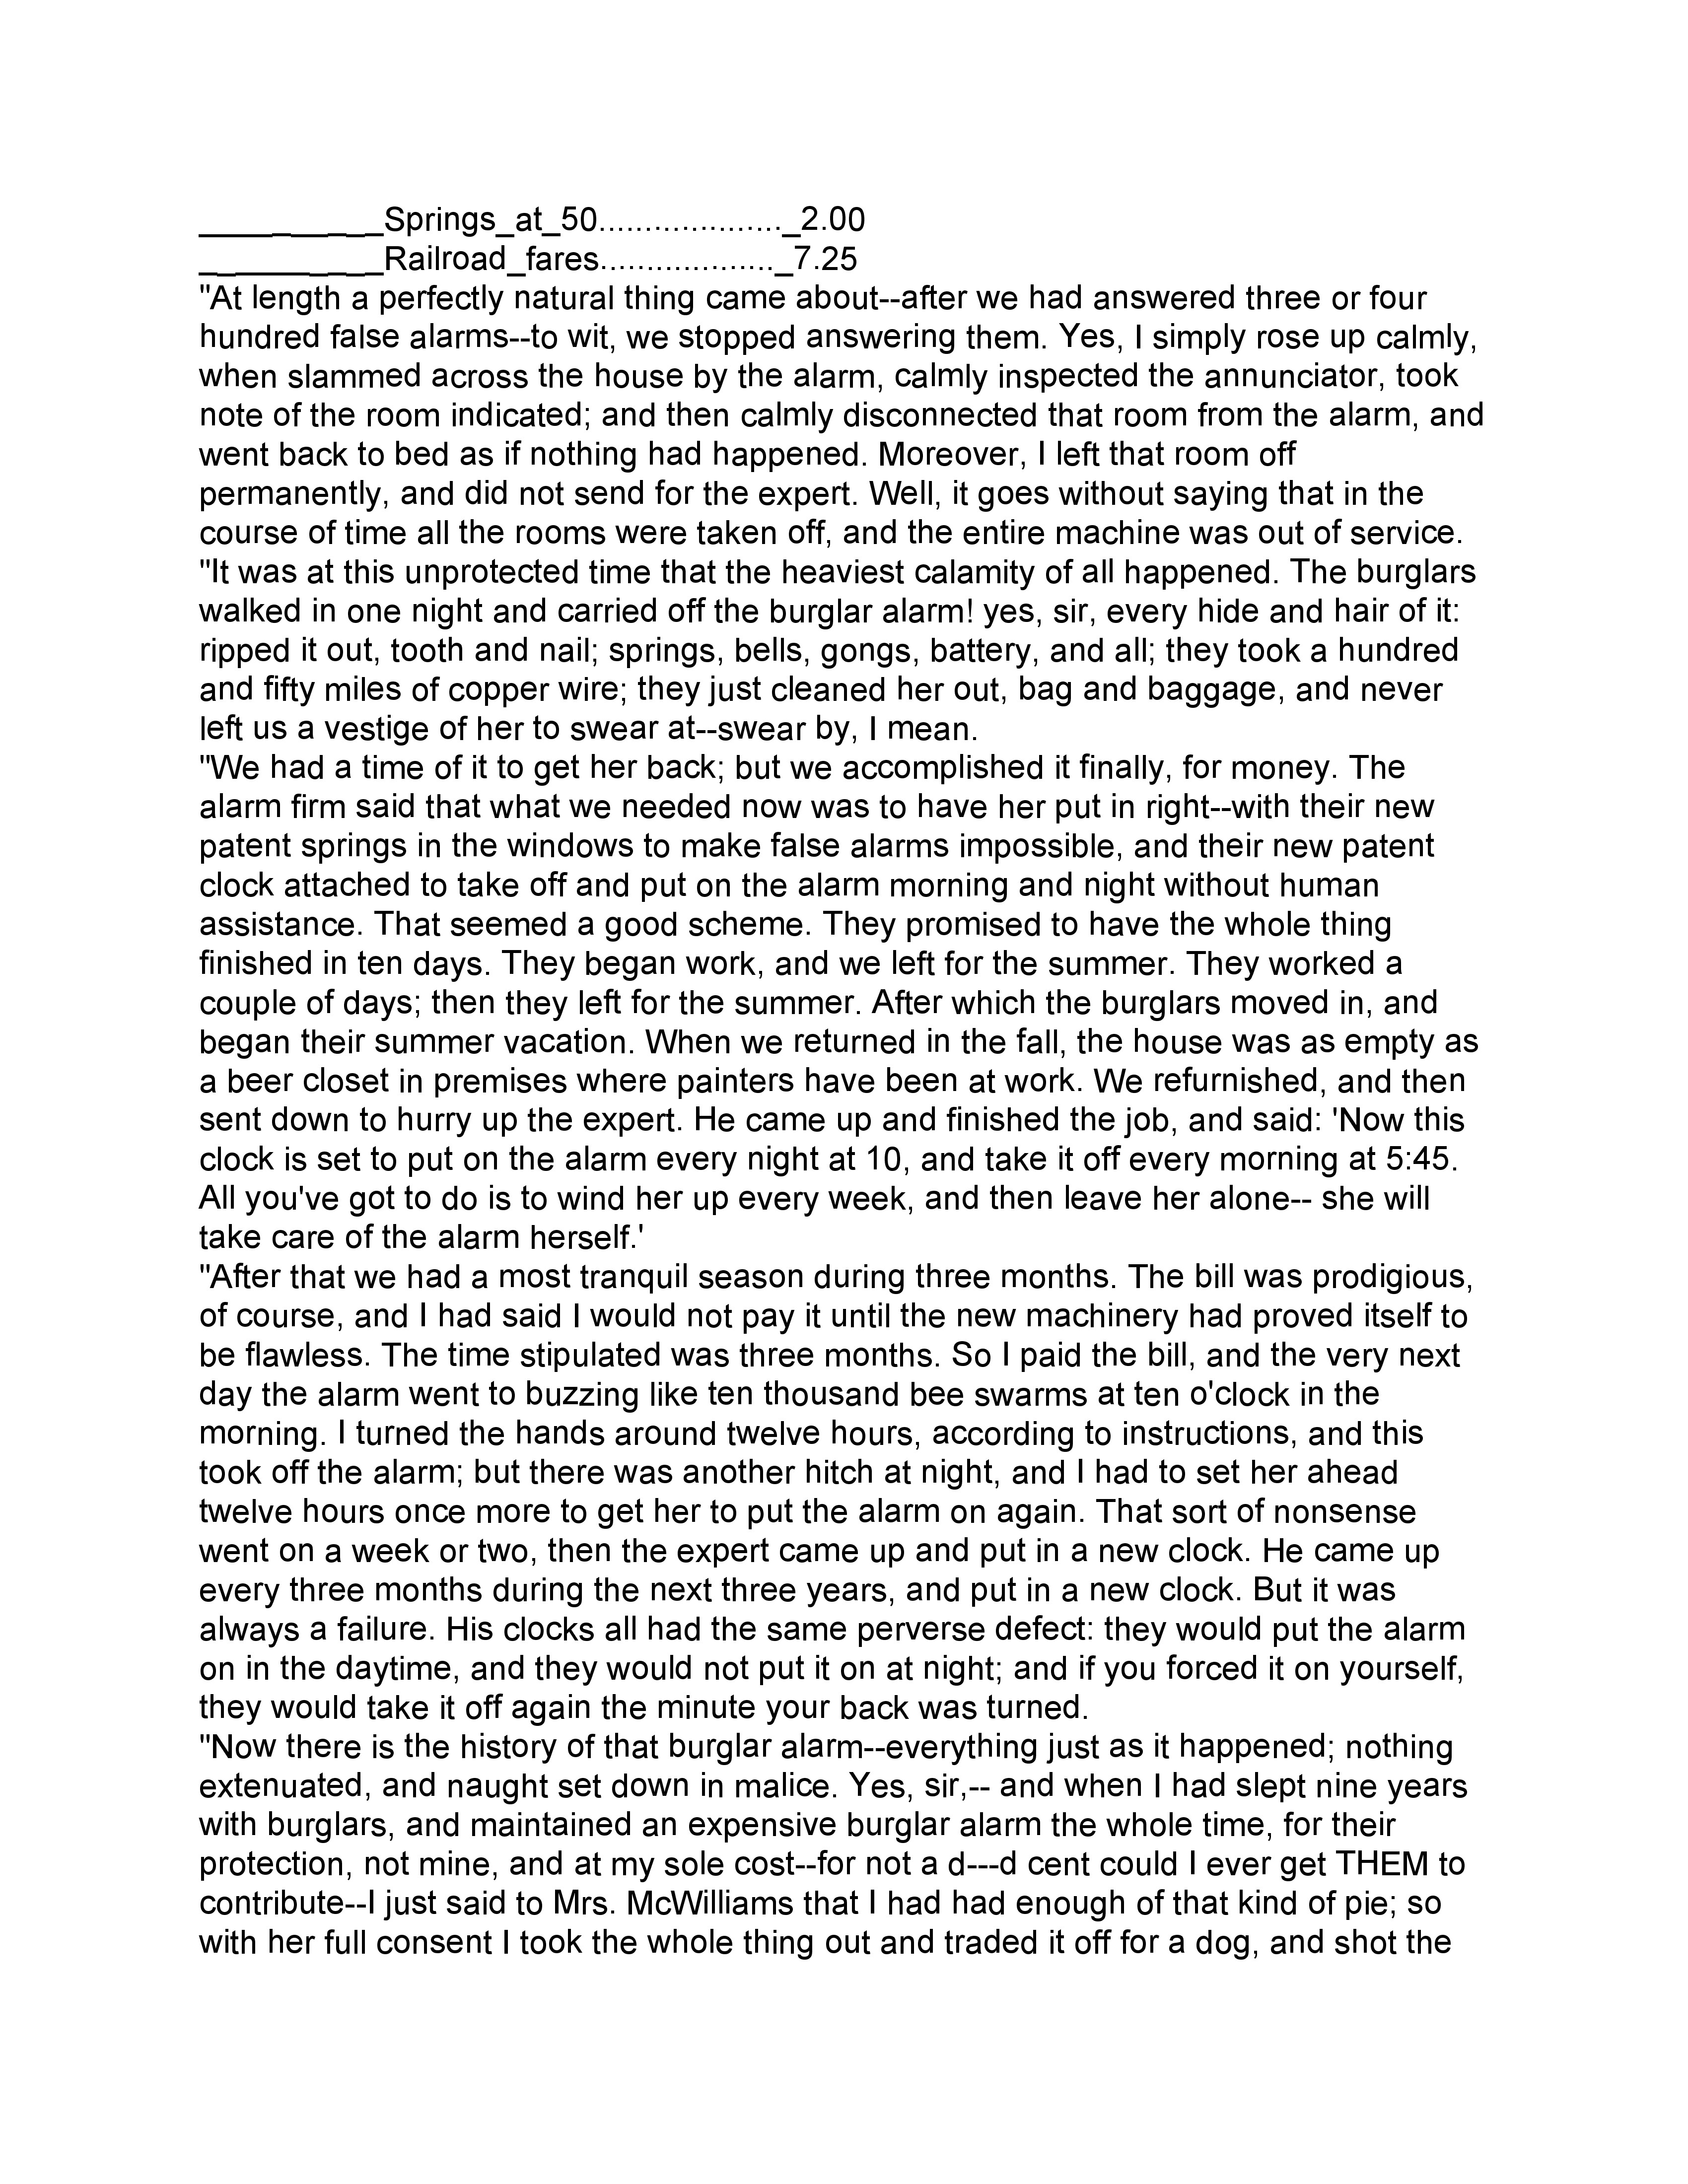 __________Springs_at_50...................._2.00
__________Railroad_fares..................._7.25
"At length a perfectly natural thing came about--after we had answered three or four
hundred false alarms--to wit, we stopped answering them. Yes, I simply rose up calmly,
when slammed across the house by the alarm, calmly inspected the annunciator, took
note of the room indicated; and then calmly disconnected that room from the alarm, and
went back to bed as if nothing had happened. Moreover, I left that room off
permanently, and did not send for the expert. Well, it goes without saying that in the
course of time all the rooms were taken off, and the entire machine was out of service.
"It was at this unprotected time that the heaviest calamity of all happened. The burglars
walked in one night and carried off the burglar alarm! yes, sir, every hide and hair of it:
ripped it out, tooth and nail; springs, bells, gongs, battery, and all; they took a hundred
and fifty miles of copper wire; they just cleaned her out, bag and baggage, and never
left us a vestige of her to swear at--swear by, I mean.
"We had a time of it to get her back; but we accomplished it finally, for money. The
alarm firm said that what we needed now was to have her put in right--with their new
patent springs in the windows to make false alarms impossible, and their new patent
clock attached to take off and put on the alarm morning and night without human
assistance. That seemed a good scheme. They promised to have the whole thing
finished in ten days. They began work, and we left for the summer. They worked a
couple of days; then they left for the summer. After which the burglars moved in, and
began their summer vacation. When we returned in the fall, the house was as empty as
a beer closet in premises where painters have been at work. We refurnished, and then
sent down to hurry up the expert. He came up and finished the job, and said: 'Now this
clock is set to put on the alarm every night at 10, and take it off every morning at 5:45.
All you've got to do is to wind her up every week, and then leave her alone-- she will
take care of the alarm herself.'
"After that we had a most tranquil season during three months. The bill was prodigious,
of course, and I had said I would not pay it until the new machinery had proved itself to
be flawless. The time stipulated was three months. So I paid the bill, and the very next
day the alarm went to buzzing like ten thousand bee swarms at ten o'clock in the
morning. I turned the hands around twelve hours, according to instructions, and this
took off the alarm; but there was another hitch at night, and I had to set her ahead
twelve hours once more to get her to put the alarm on again. That sort of nonsense
went on a week or two, then the expert came up and put in a new clock. He came up
every three months during the next three years, and put in a new clock. But it was
always a failure. His clocks all had the same perverse defect: they would put the alarm
on in the daytime, and they would not put it on at night; and if you forced it on yourself,
they would take it off again the minute your back was turned.
"Now there is the history of that burglar alarm--everything just as it happened; nothing
extenuated, and naught set down in malice. Yes, sir,-- and when I had slept nine years
with burglars, and maintained an expensive burglar alarm the whole time, for their
protection, not mine, and at my sole cost--for not a d---d cent could I ever get THEM to
contribute--I just said to Mrs. McWilliams that I had had enough of that kind of pie; so
with her full consent I took the whole thing out and traded it off for a dog, and shot the